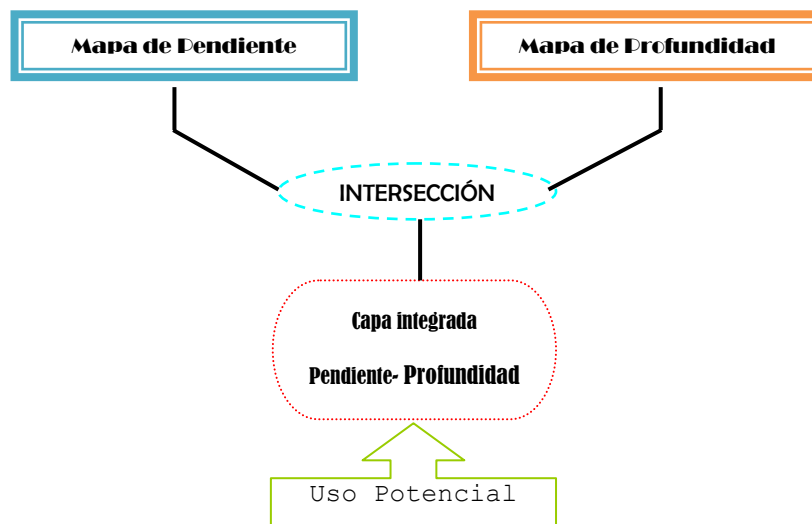 Mapa de Pendiente
Mapa de Profundidad
INTERSECCIÓN
Capa integrada
Pendiente- Profundidad
Uso Potencial